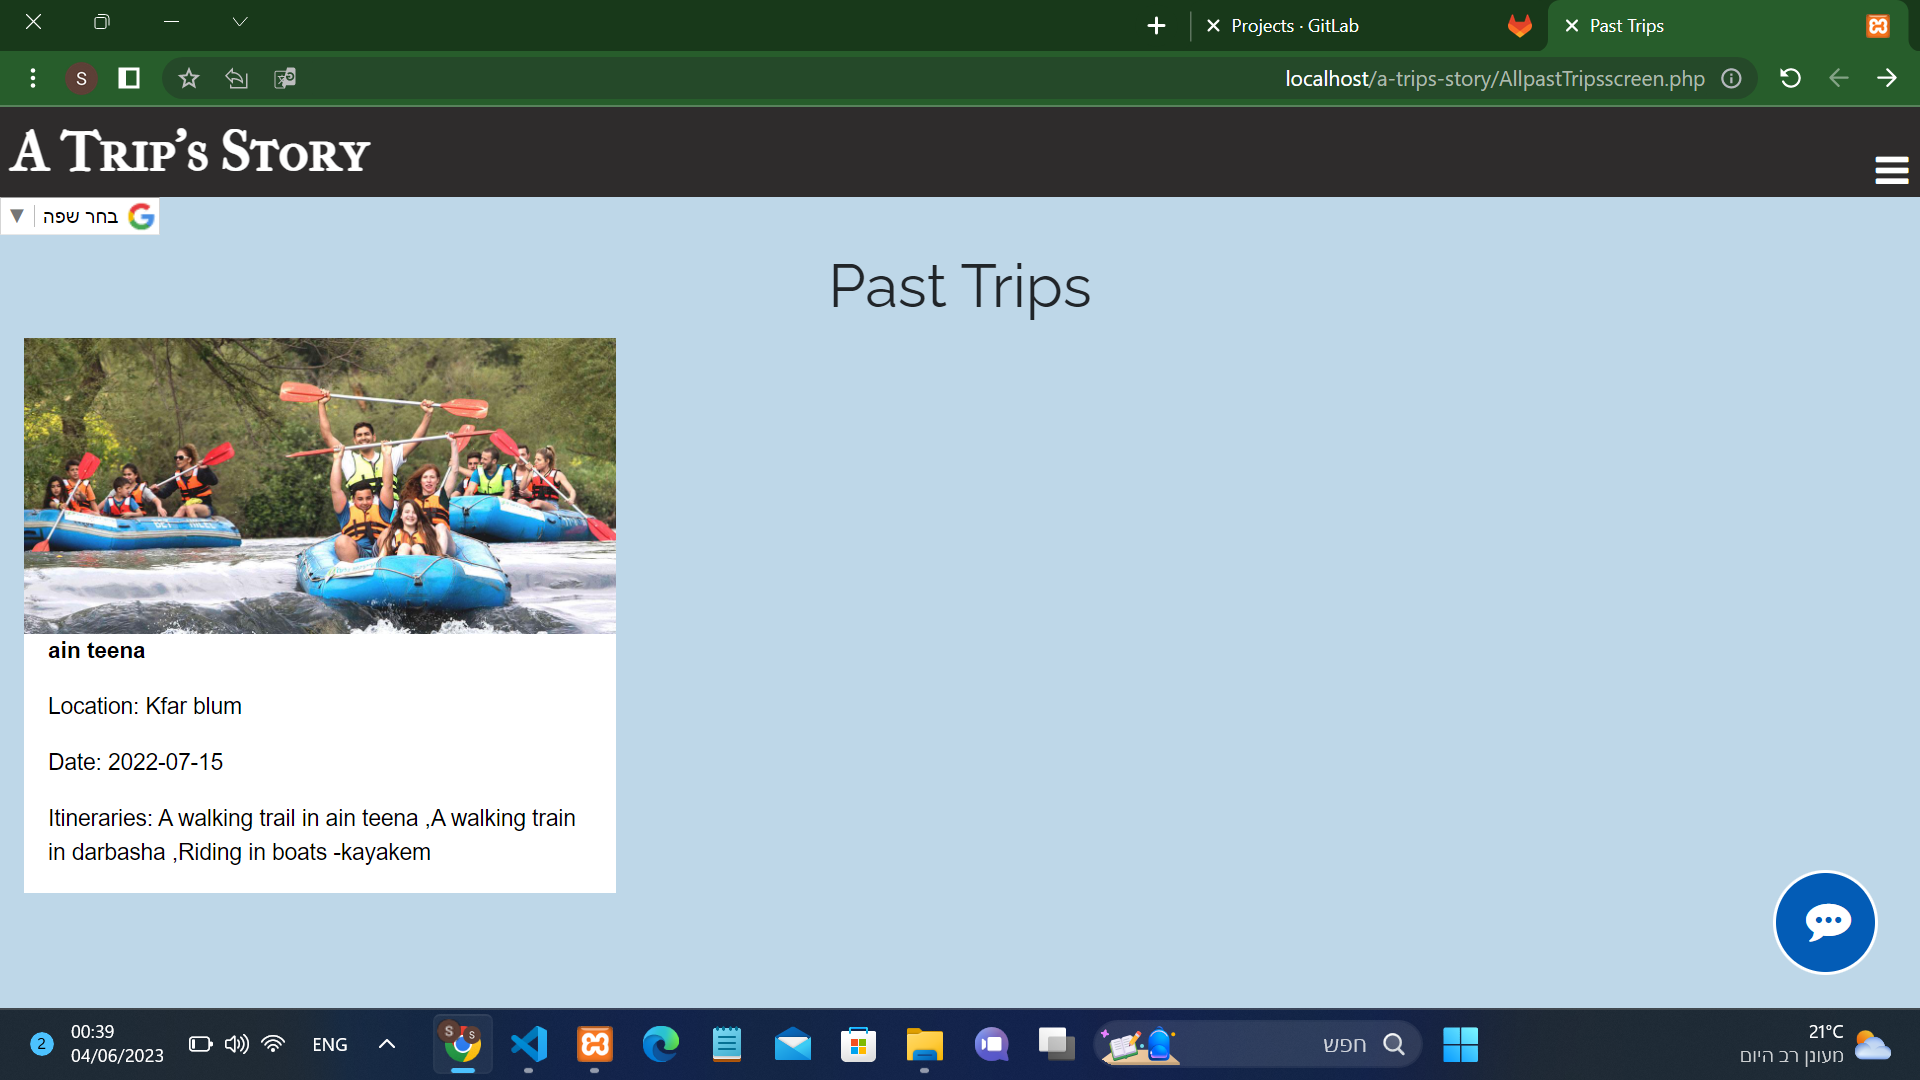 Projects · GitLab
Past Trips
S
localhost/a-trips-story/AllpastTripsscreen.php
A Trip's Story
בחר שפה
Past Trips
ain teena
Location: Kfar blum
Date: 2022-07-15
Itineraries: A walking trail in ain teena ,A walking train
in darbasha ,Riding in boats -kayakem
2
00:39
04/06/2023
ENG
S
S
חפש
21°C
מעונן רב היום